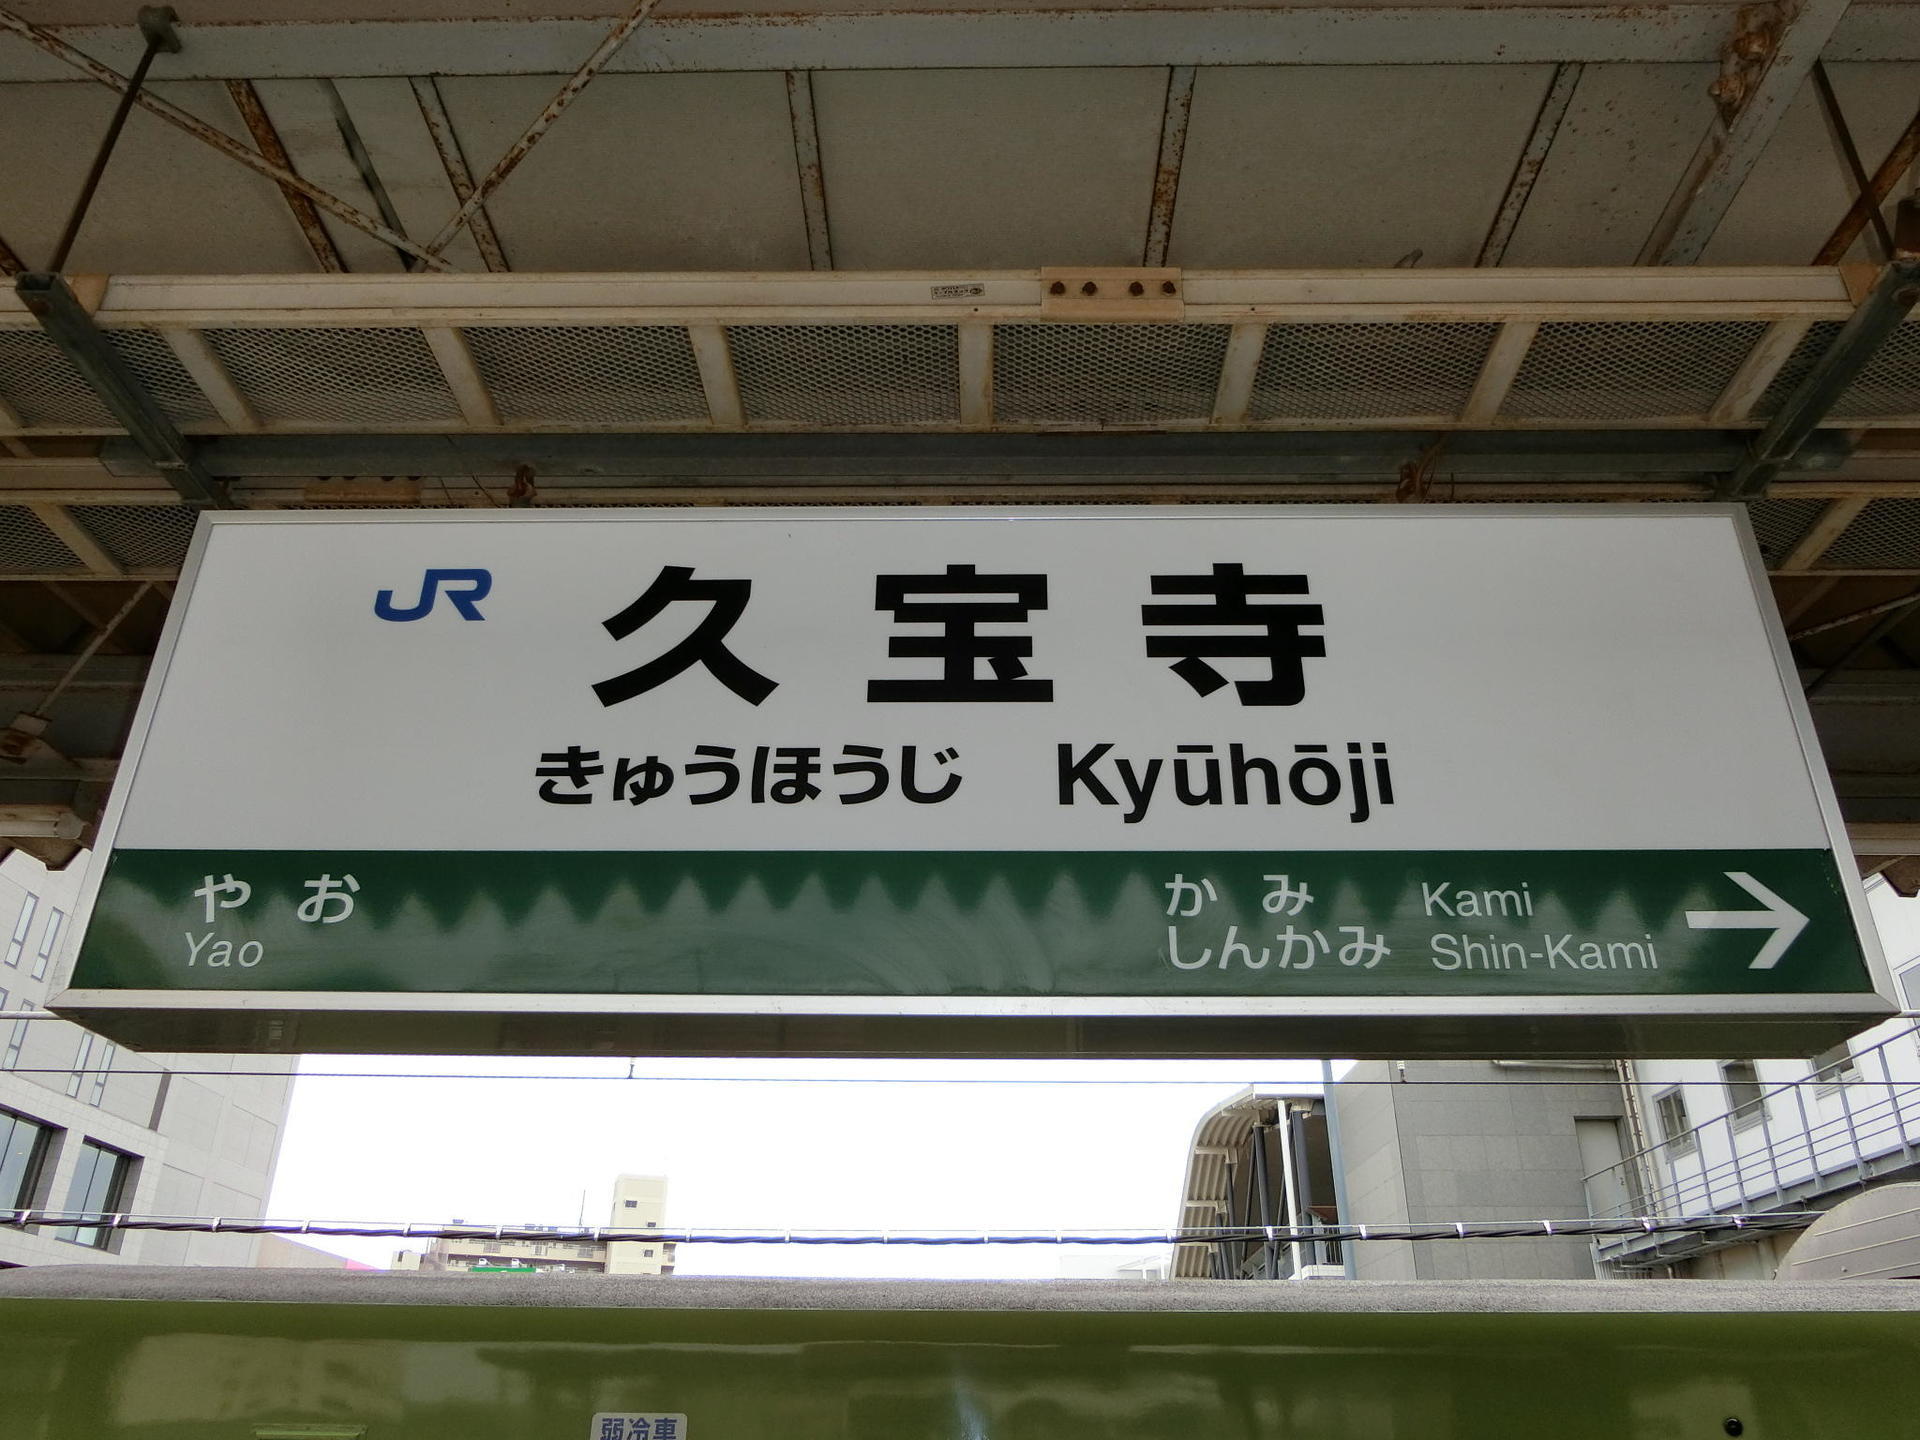 JR 久宝寺
きゅうほうじ Kyūhōji
やお
Yao
かみ Kami
しんかみ Shin-Kami
弱冷車